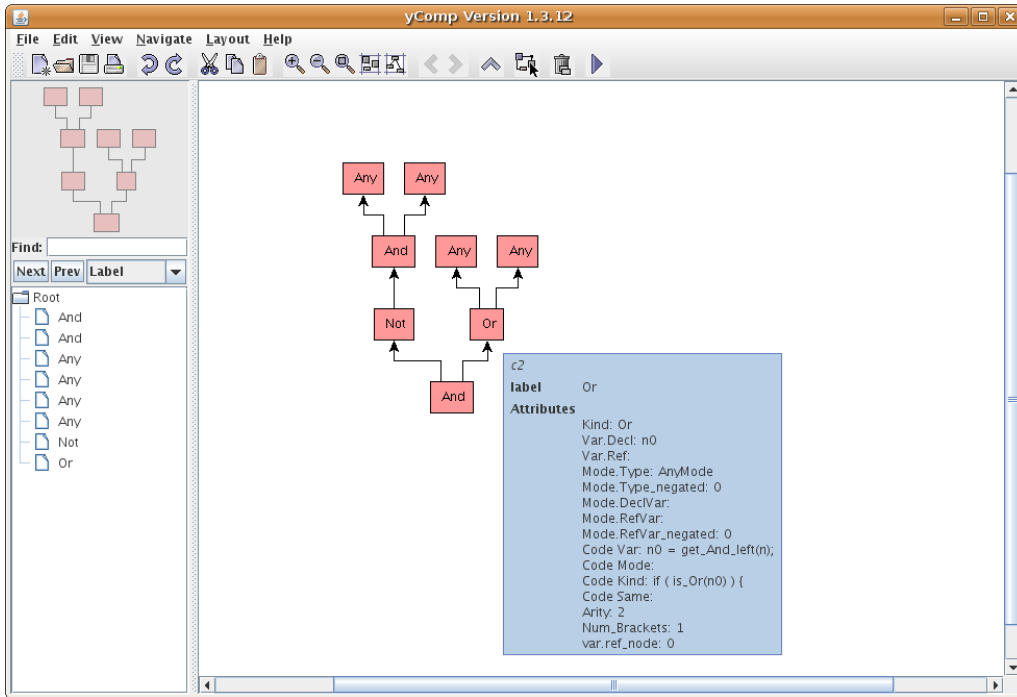 yComp Version 1.3.12
File Edit View Navigate Layout Help
Find:
Next Prev Label
Root
And
And
Any
Any
Any
Any
Not
Or
Any Any
And Any Any
Not Or
And
c2
label Or
Attributes
Kind: Or
Var.Decl: n0
Var.Ref:
Mode.Type: AnyMode
Mode.Type_negated: 0
Mode.DeclVar:
Mode.RefVar:
Mode.RefVar_negated: 0
Code Var: n0 = get_And_left(n);
Code Mode:
Code Kind: if ( is_Or(n0) ) {
Code Same:
Arity: 2
Num_Brackets: 1
var.ref_node: 0